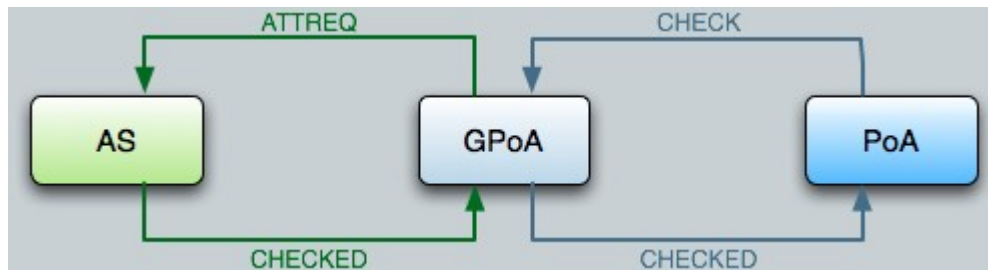 ATTREQ
CHECK
AS
GPoA
PoA
CHECKED
CHECKED